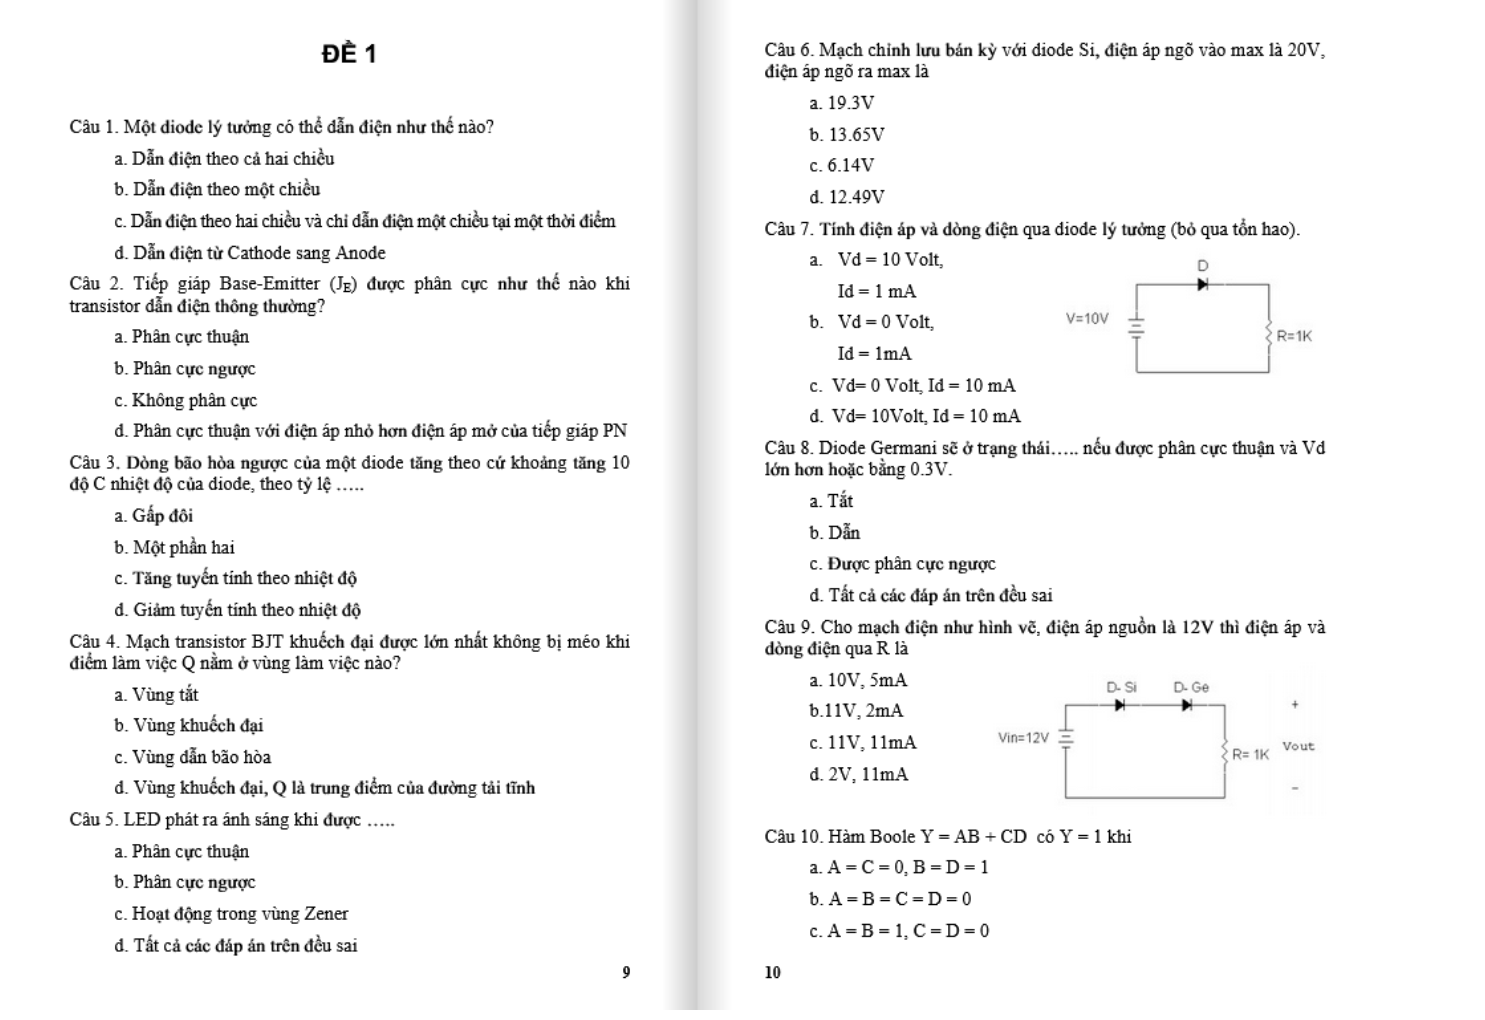 ĐỀ 1
Câu 1. Một diode lý tưởng có thể dẫn điện như thế nào?
a. Dẫn điện theo cả hai chiều
b. Dẫn điện theo một chiều
c. Dẫn điện theo hai chiều và chỉ dẫn điện một chiều tại một thời điểm
d. Dẫn điện từ Cathode sang Anode
Câu 2. Tiếp giáp Base-Emitter (JE) được phân cực như thế nào khi
transistor dẫn điện thông thường?
a. Phân cực thuận
b. Phân cực ngược
c. Không phân cực
d. Phân cực thuận với điện áp nhỏ hơn điện áp mở của tiếp giáp PN
Câu 3. Dòng bão hòa ngược của một diode tăng theo cứ khoảng tăng 10
độ C nhiệt độ của diode, theo tỷ lệ .....
a. Gấp đôi
b. Một phần hai
c. Tăng tuyến tính theo nhiệt độ
d. Giảm tuyến tính theo nhiệt độ
Câu 4. Mạch transistor BJT khuếch đại được lớn nhất không bị méo khi
điểm làm việc Q nằm ở vùng làm việc nào?
a. Vùng tắt
b. Vùng khuếch đại
c. Vùng dẫn bão hòa
d. Vùng khuếch đại, Q là trung điểm của đường tải tĩnh
Câu 5. LED phát ra ánh sáng khi được .....
a. Phân cực thuận
b. Phân cực ngược
c. Hoạt động trong vùng Zener
d. Tất cả các đáp án trên đều sai
9
Câu 6. Mạch chỉnh lưu bán kỳ với diode Si, điện áp ngõ vào max là 20V,
điện áp ngõ ra max là
a. 19.3V
b. 13.65V
c. 6.14V
d. 12.49V
Câu 7. Tính điện áp và dòng điện qua diode lý tưởng (bỏ qua tổn hao).
a. Vd = 10 Volt,
Id = 1 mA
b. Vd = 0 Volt,
Id = 1mA
c. Vd= 0 Volt, Id = 10 mA
d. Vd= 10Volt, Id = 10 mA
D
V=10V
R=1K
Câu 8. Diode Germani sẽ ở trạng thái..... nếu được phân cực thuận và Vd
lớn hơn hoặc bằng 0.3V.
a. Tắt
b. Dẫn
c. Được phân cực ngược
d. Tất cả các đáp án trên đều sai
Câu 9. Cho mạch điện như hình vẽ, điện áp nguồn là 12V thì điện áp và
dòng điện qua R là
a. 10V, 5mA
b.11V, 2mA
c. 11V, 11mA
d. 2V, 11mA
D- Si D- Ge
+
Vin=12V
R= 1K Vout
-
Câu 10. Hàm Boole Y = AB + CD có Y = 1 khi
a. A = C = 0, B = D = 1
b. A = B = C = D = 0
c. A = B = 1, C = D = 0
10